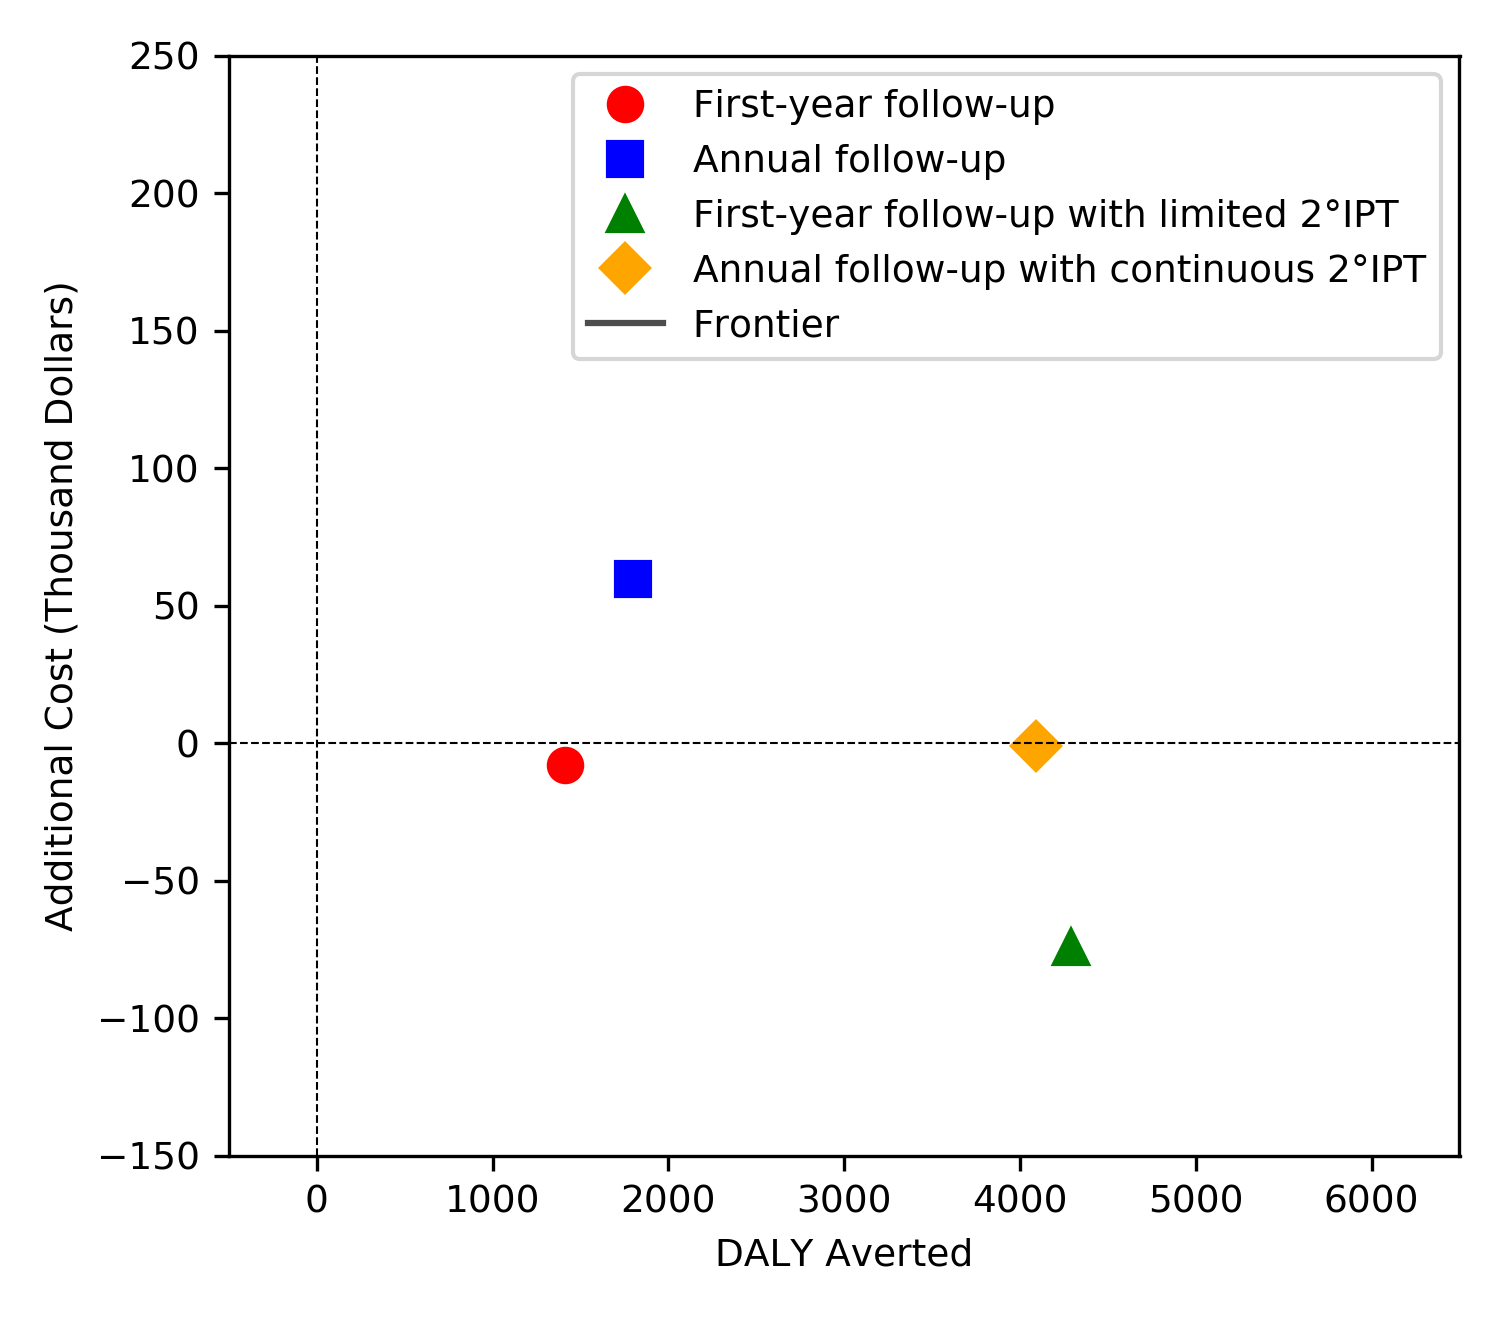 250
200
150
100
50
0
−50
−100
−150
Additional Cost (Thousand Dollars)
First-year follow-up
Annual follow-up
First-year follow-up with limited 2°IPT
Annual follow-up with continuous 2°IPT
Frontier
0 1000 2000 3000 4000 5000 6000
DALY Averted